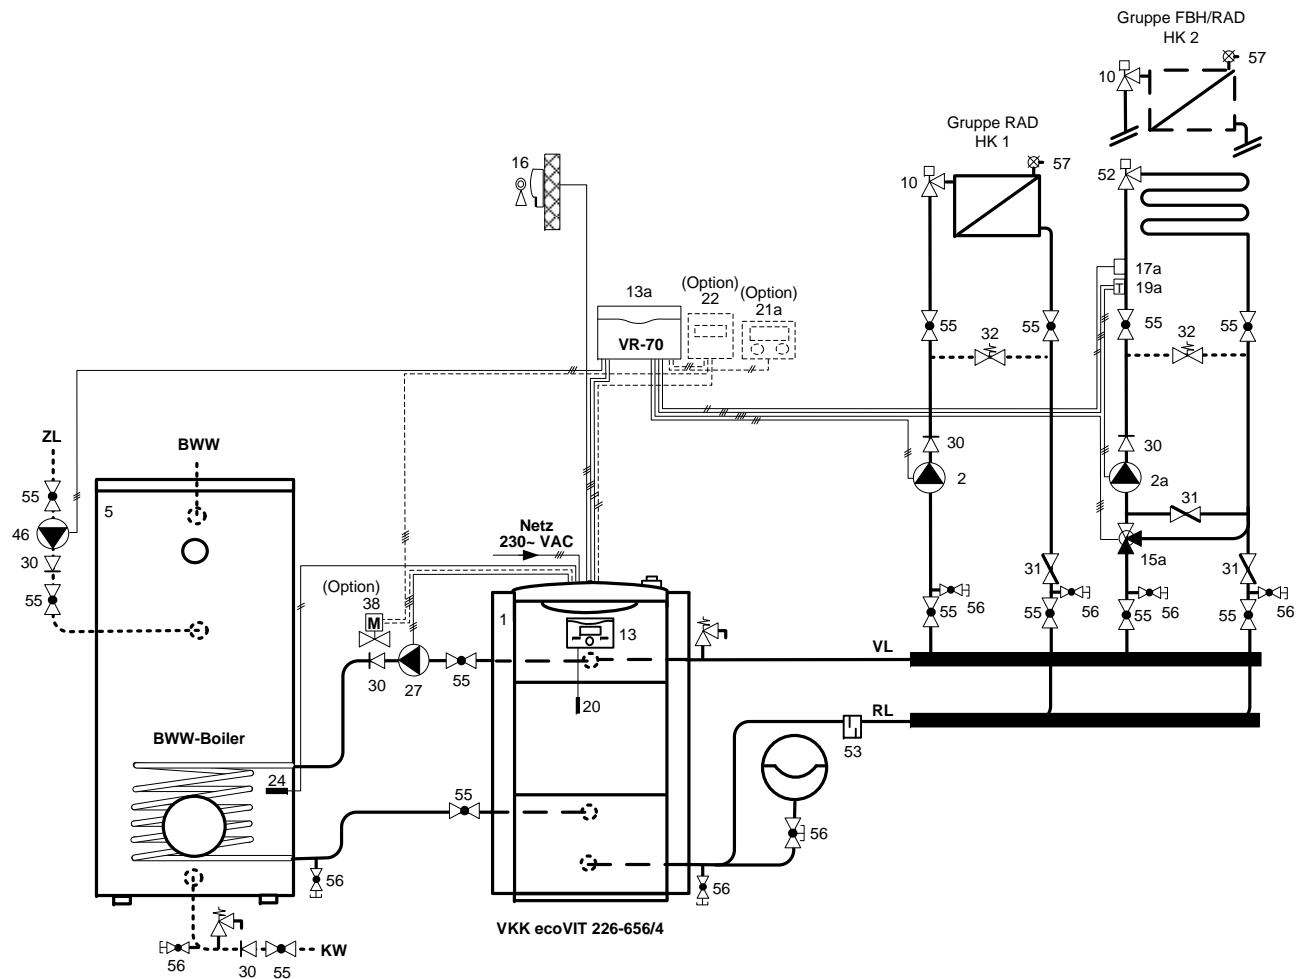 Gruppe FBH/RAD
HK 2
57
10
Gruppe RAD
HK 1
16
57
10
52
17a
19a
(Option)
22
(Option)
21a
13a
VR-70
55
55
32
55
55
32
ZL
BWW
30
30
55
5
2
2a
31
46
Netz
230~ VAC
30
15a
31
31
(Option)
38
M
55
56
56
56
56
55
55
55
55
1
13
VL
30
27
55
20
RL
53
BWW-Boiler
24
55
56
56
56
VKK ecoVIT 226-656/4
56
30
55
KW